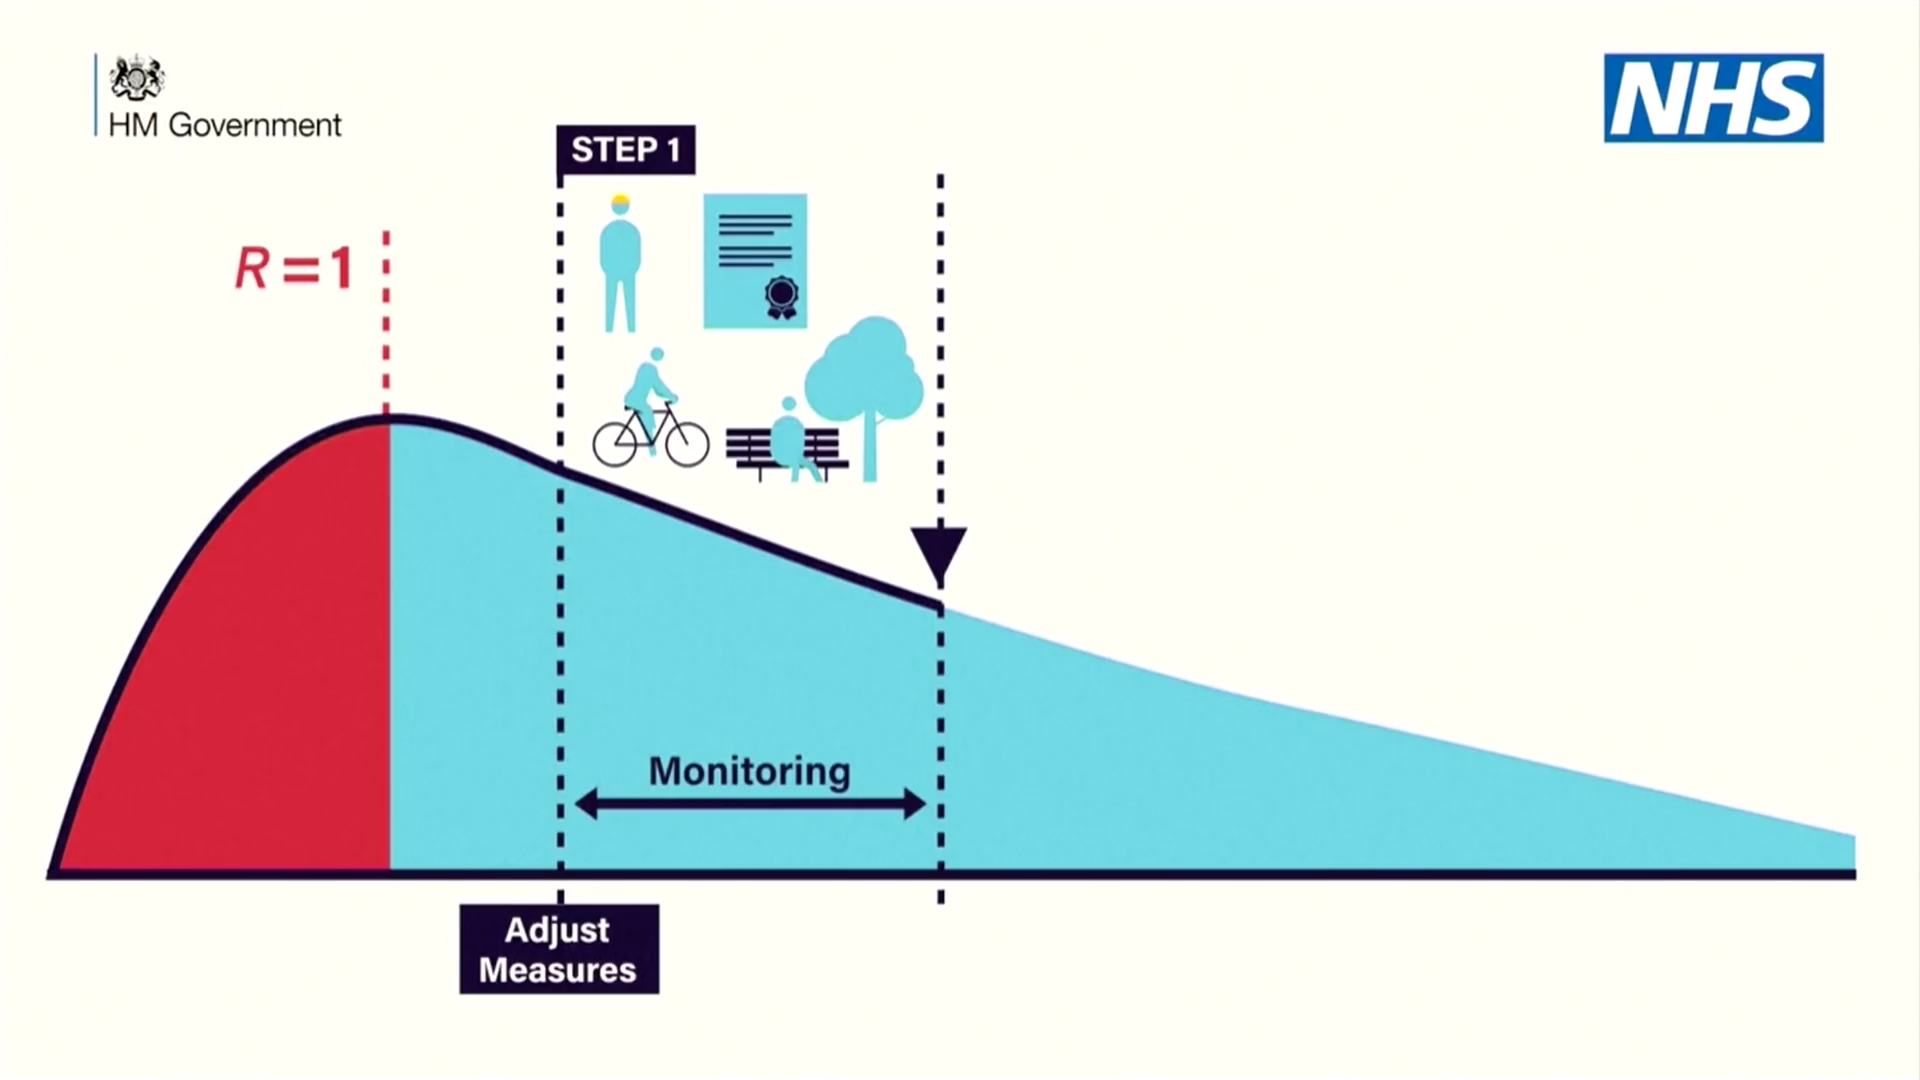 HM Government
NHS
STEP 1
R = 1
Monitoring
Adjust
Measures